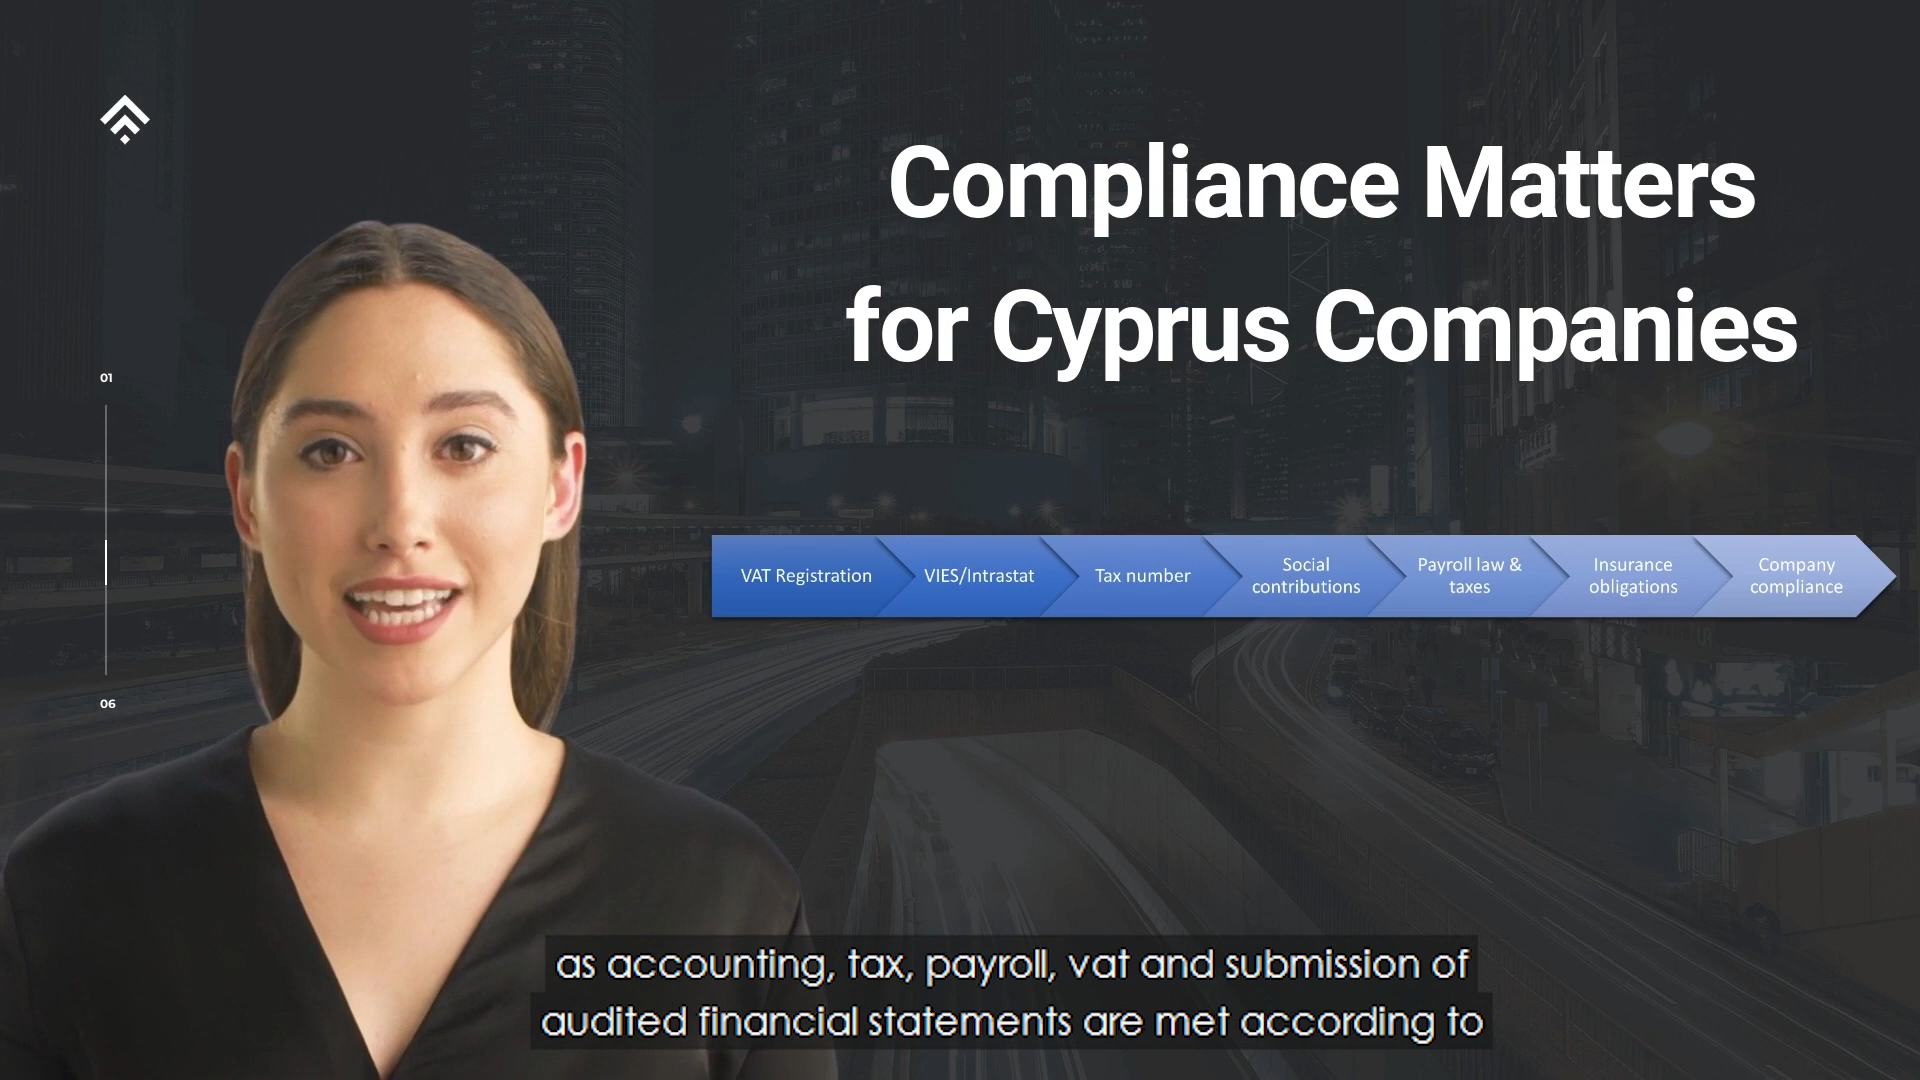 Compliance Matters
for Cyprus Companies
01
06
VAT Registration
VIES/Intrastat
Tax number
Social
contributions
Payroll law &
taxes
Insurance
obligations
Company
compliance
as accounting, tax, payroll, vat and submission of
audited financial statements are met according to